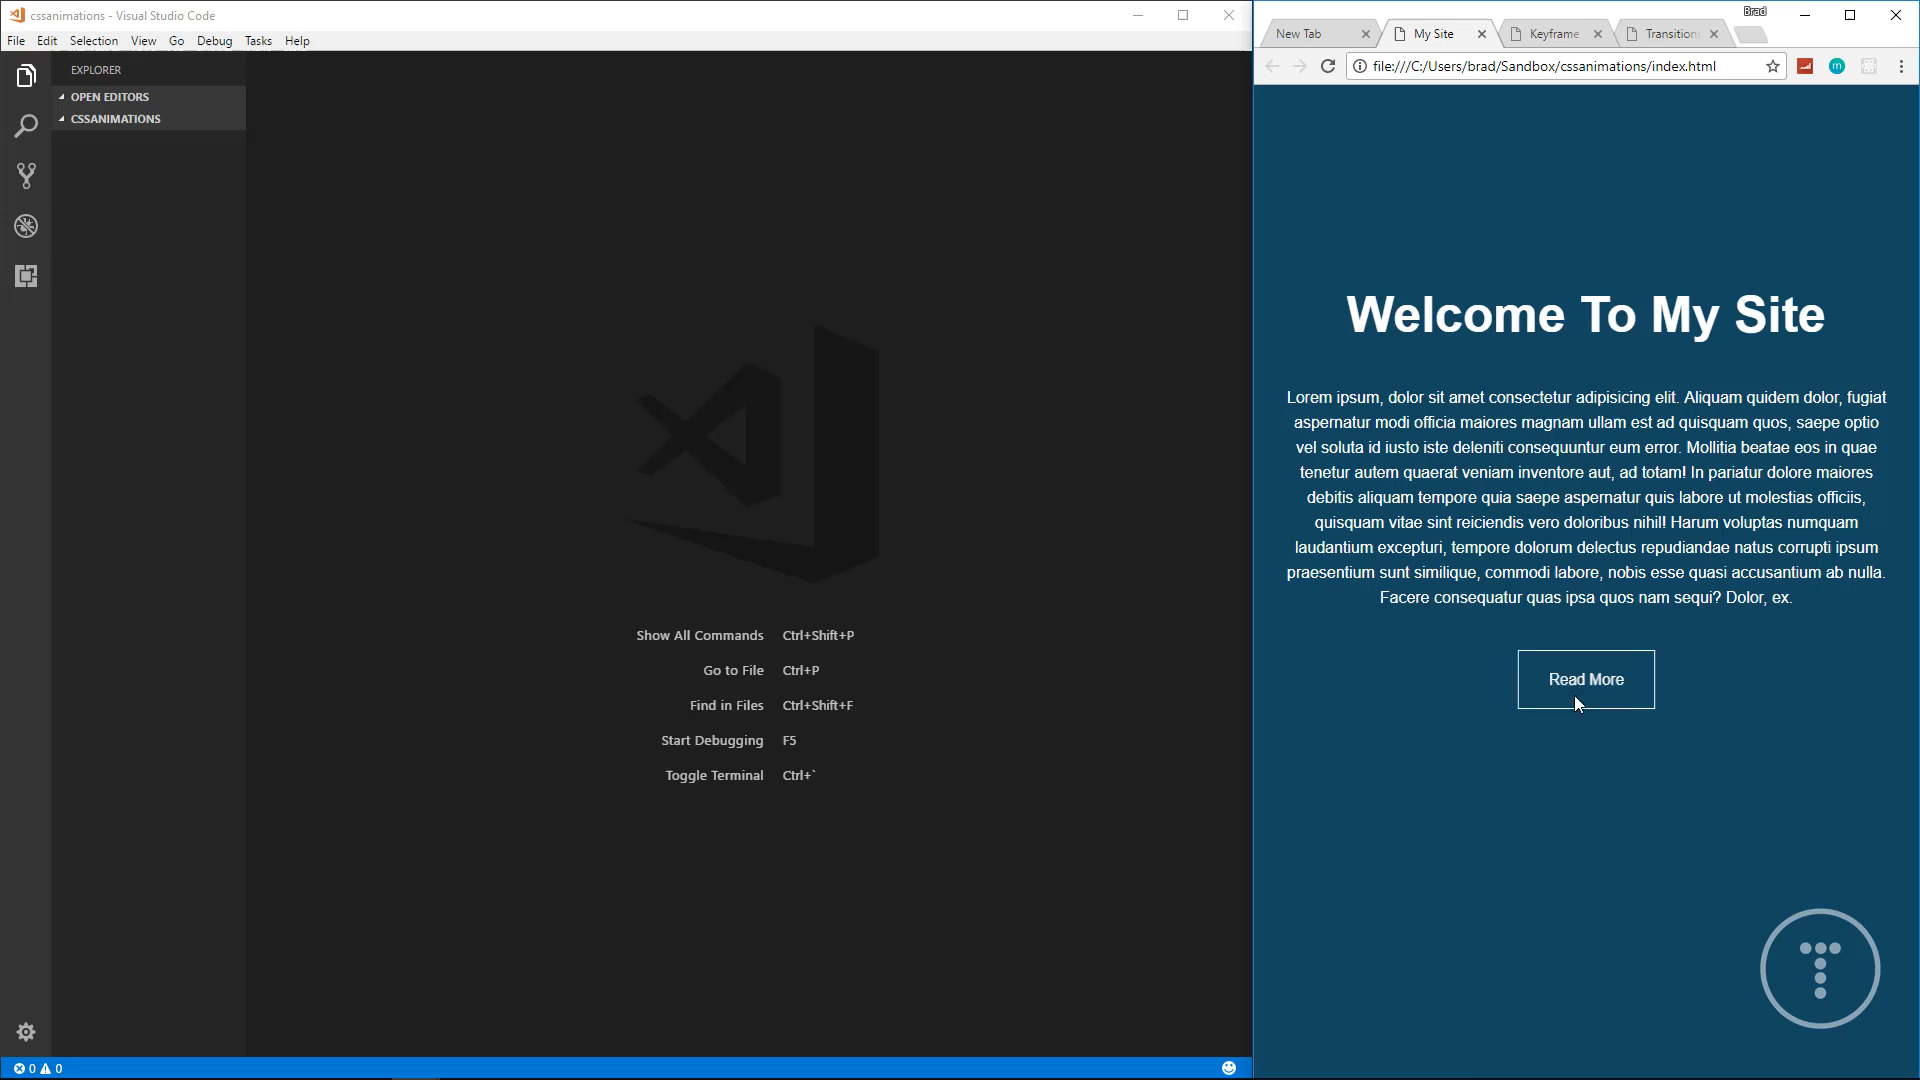 cssanimations - Visual Studio Code
File Edit Selection View Go Debug Tasks Help
EXPLORER
OPEN EDITORS
CSSANIMATIONS
Show All Commands Ctrl+Shift+P
Go to File Ctrl+P
Find in Files Ctrl+Shift+F
Start Debugging F5
Toggle Terminal Ctrl+`
0 0
Brad
New Tab My Site Keyframe Transition
file:///C:/Users/brad/Sandbox/cssanimations/index.html
m
Welcome To My Site
Lorem ipsum, dolor sit amet consectetur adipisicing elit. Aliquam quidem dolor, fugiat
aspernatur modi officia maiores magnam ullam est ad quisquam quos, saepe optio
vel soluta id iusto iste deleniti consequuntur eum error. Mollitia beatae eos in quae
tenetur autem quaerat veniam inventore aut, ad totam! In pariatur dolore maiores
debitis aliquam tempore quia saepe aspernatur quis labore ut molestias officiis,
quisquam vitae sint reiciendis vero doloribus nihil! Harum voluptas numquam
laudantium excepturi, tempore dolorum delectus repudiandae natus corrupti ipsum
praesentium sunt similique, commodi labore, nobis esse quasi accusantium ab nulla.
Facere consequatur quas ipsa quos nam sequi? Dolor, ex.
Read More
T